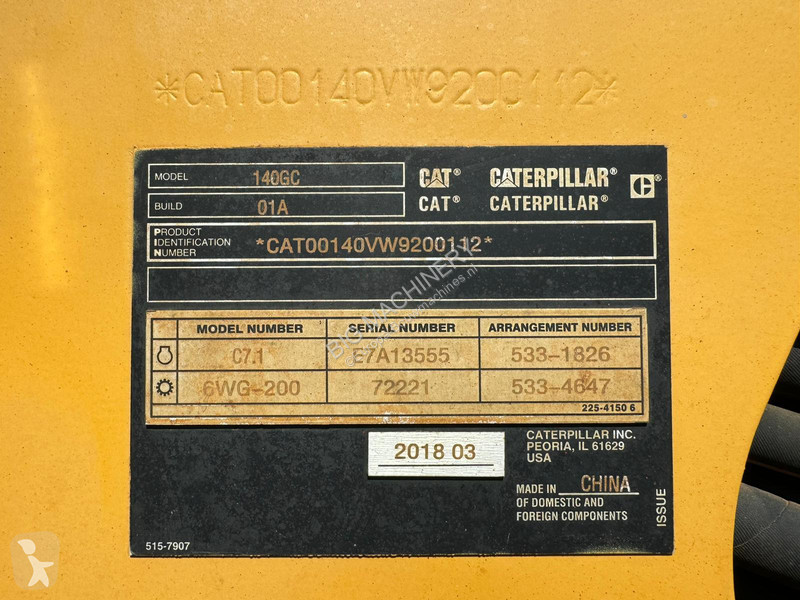 *CAT00140VW9200112*
MODEL 140GC CAT® CATERPILLAR®
BUILD 01A CAT® CATERPILLAR®
PRODUCT
IDENTIFICATION
NUMBER
*CAT00140VW9200112*
BIG MACHINERY
MODEL NUMBER SERIAL NUMBER ARRANGEMENT NUMBER
C7.1 E7A13555 533-1826
6WG-200 72221 533-4647
225-4150 6
2018 03
CATERPILLAR INC.
PEORIA, IL 61629
USA
MADE IN CHINA
OF DOMESTIC AND
FOREIGN COMPONENTS
ISSUE
515-7907